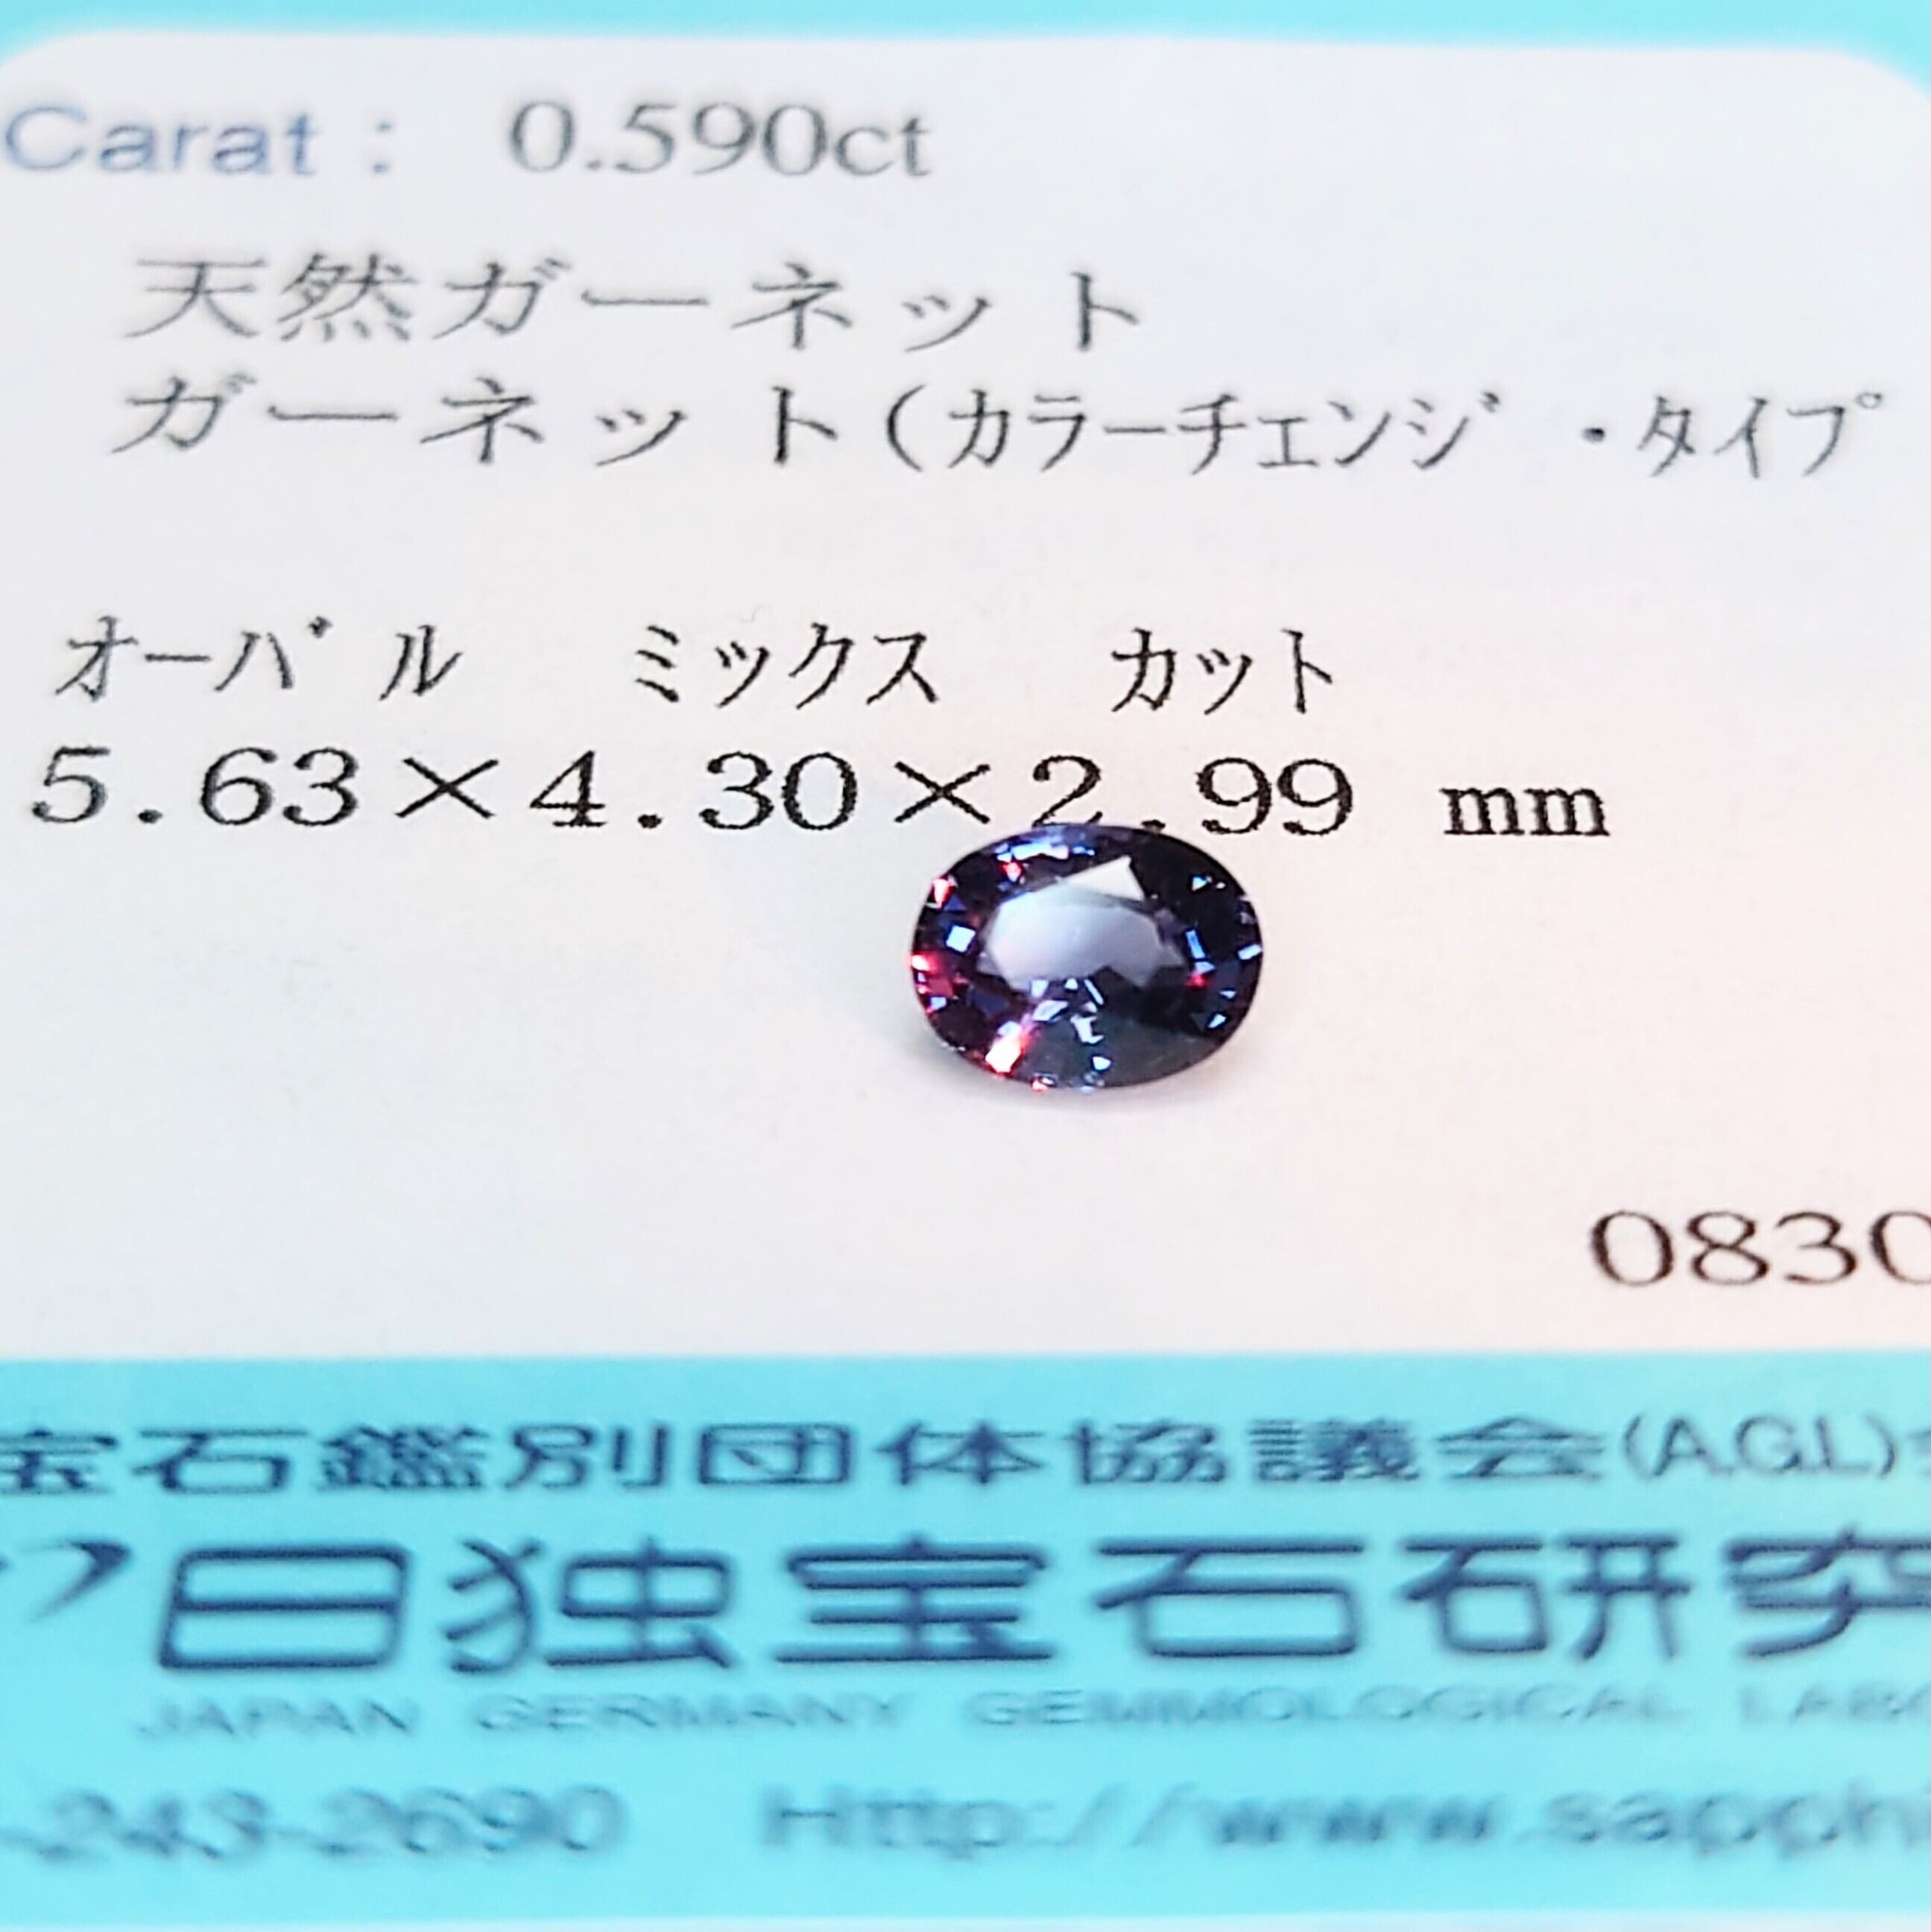 Carat : 0.590ct
天然ガーネット
ガーネット(カラーチェンジ・タイプ
オーバル ミックス カット
5.63×4.30×2.99 mm
0830
宝石鑑別団体協議会(A.G.L)
日独宝石研究
JAPAN GERMANY GEMMOLOGICAL
-243-2690 Http://www.sapph